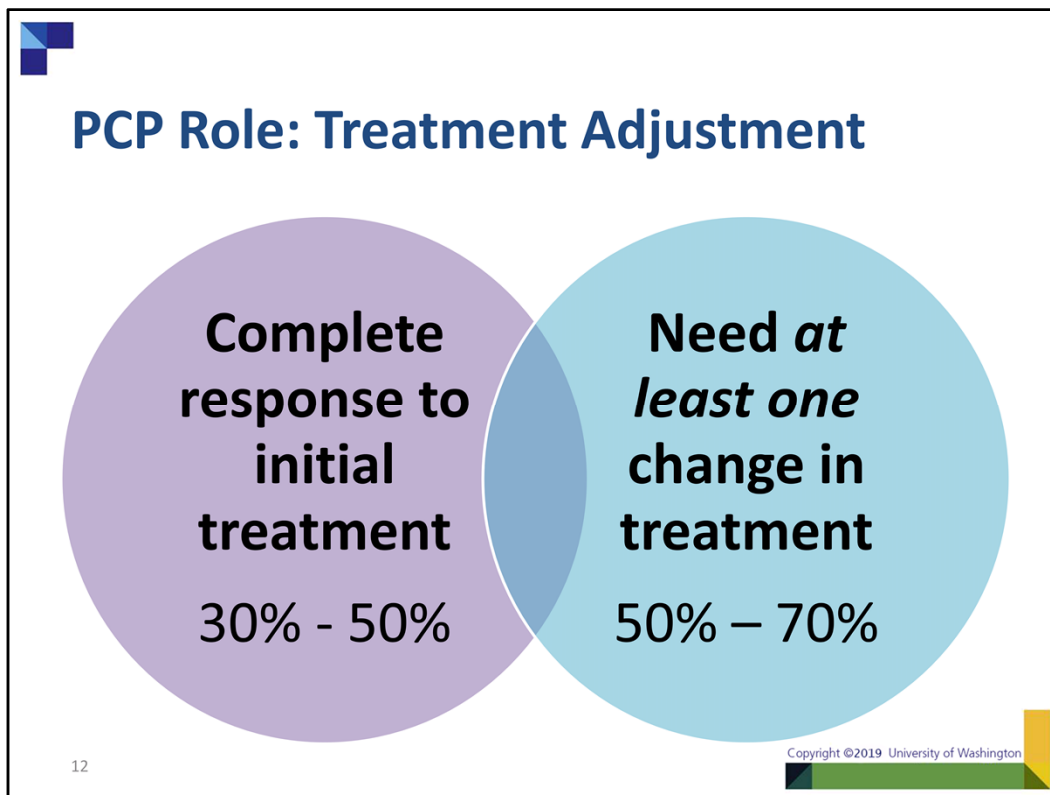 PCP Role: Treatment Adjustment
Complete
response to
initial
treatment
30% - 50%
Need at
least one
change in
treatment
50% – 70%
12
Copyright ©2019 University of Washington